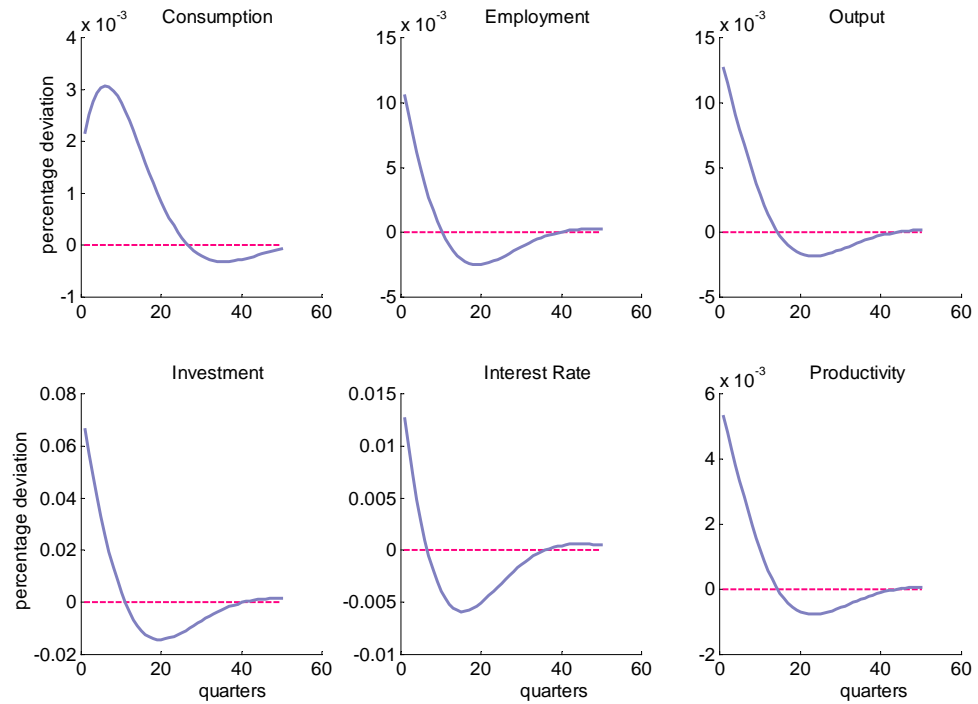 x 10^-3
Consumption
4
3
2
1
0
-1
percentage deviation
0 20 40 60
x 10^-3
Employment
15
10
5
0
-5
0 20 40 60
x 10^-3
Output
15
10
5
0
-5
0 20 40 60
Investment
0.08
0.06
0.04
0.02
0
-0.02
percentage deviation
0 20 40 60
quarters
Interest Rate
0.015
0.01
0.005
0
-0.005
-0.01
0 20 40 60
quarters
x 10^-3
Productivity
6
4
2
0
-2
0 20 40 60
quarters